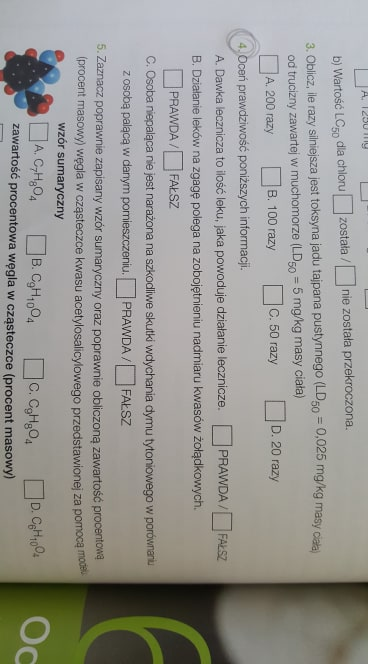 A. 1250 mg
b) Wartość LC50 dla chloru □ została / □ nie została przekroczona.
3. Oblicz, ile razy silniejsza jest toksyna jadu tajpana pustynnego (LD50 = 0,025 mg/kg masy ciała)
od trucizny zawartej w muchomorze (LD50 = 5 mg/kg masy ciała)
□ A. 200 razy □ B. 100 razy □ C. 50 razy □ D. 20 razy
4. Oceń prawdziwość poniższych informacji.
A. Dawka lecznicza to ilość leku, jaka powoduje działanie lecznicze. □ PRAWDA / □ FAŁSZ
B. Działanie leków na zgagę polega na zobojętnieniu nadmiaru kwasów żołądkowych.
□ PRAWDA / □ FAŁSZ
C. Osoba niepaląca nie jest narażona na szkodliwe skutki wdychania dymu tytoniowego w porównaniu
z osobą palącą w danym pomieszczeniu. □ PRAWDA / □ FAŁSZ
5. Zaznacz poprawnie zapisany wzór sumaryczny oraz poprawnie obliczoną zawartość procentową
(procent masowy) węgla w cząsteczce kwasu acetylosalicylowego przedstawionej za pomocą modelu
wzór sumaryczny
□ A. C7H8O4 □ B. C9H10O4 □ C. C9H8O4 □ D. C6H10O4
zawartość procentowa węgla w cząsteczce (procent masowy)
6